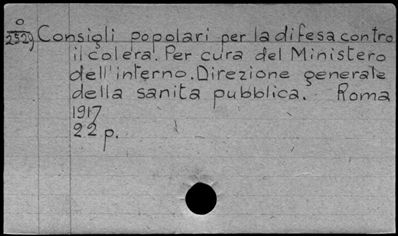 O
2529 Consigli popolari per la difesa contro
il colera. Per cura del Ministero
dell'interno. Direzione generale
della sanita pubblica. Roma
1917
22 p.